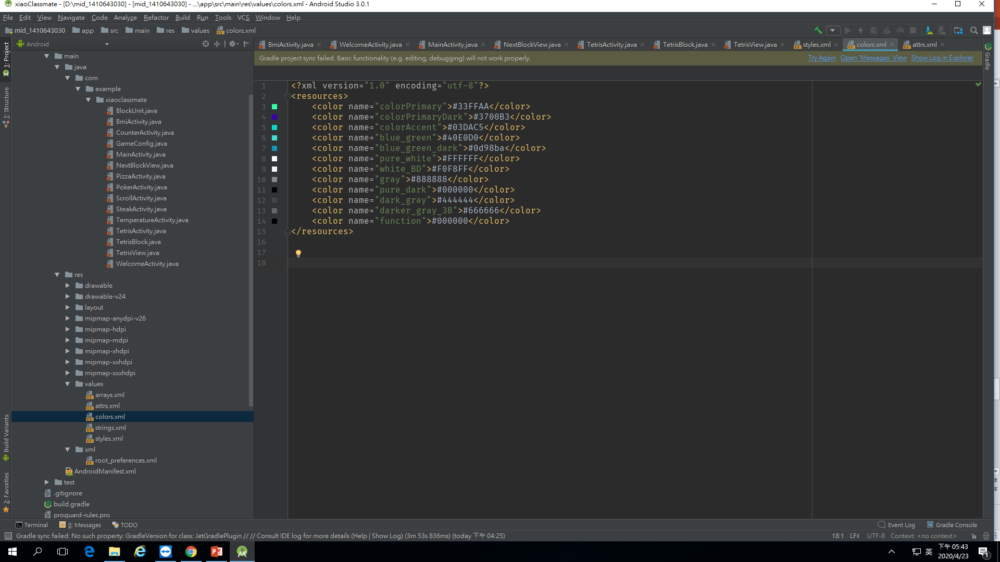 xiaoClassmate - [D:\mid_1410643030] - [mid_1410643030] - ...\app\src\main\res\values\colors.xml - Android Studio 3.0.1
File Edit View Navigate Code Analyze Refactor Build Run Tools VCS Window Help
mid_1410643030 app src main res values colors.xml
Android
BmiActivity.java WelcomeActivity.java MainActivity.java NextBlockView.java TetrisActivity.java TetrisBlock.java TetrisView.java styles.xml colors.xml attrs.xml
Gradle project sync failed. Basic functionality (e.g. editing, debugging) will not work properly. Try Again Open 'Messages' View Show Log in Explorer
1: Project
7: Structure
Build Variants
2: Favorites
Gradle
main
java
com
example
xiaoclassmate
BlockUnit.java
BmiActivity.java
CounterActivity.java
GameConfig.java
MainActivity.java
NextBlockView.java
PizzaActivity.java
PokerActivity.java
ScrollActivity.java
SteakActivity.java
TemperatureActivity.java
TetrisActivity.java
TetrisBlock.java
TetrisView.java
WelcomeActivity.java
res
drawable
drawable-v24
layout
mipmap-anydpi-v26
mipmap-hdpi
mipmap-mdpi
mipmap-xhdpi
mipmap-xxhdpi
mipmap-xxxhdpi
values
arrays.xml
attrs.xml
colors.xml
strings.xml
styles.xml
xml
root_preferences.xml
AndroidManifest.xml
test
.gitignore
build.gradle
proguard-rules.pro
1 <?xml version="1.0" encoding="utf-8"?>
2 <resources>
3 <color name="colorPrimary">#33FFAA</color>
4 <color name="colorPrimaryDark">#3700B3</color>
5 <color name="colorAccent">#03DAC5</color>
6 <color name="blue_green">#40E0D0</color>
7 <color name="blue_green_dark">#0d98ba</color>
8 <color name="pure_white">#FFFFFF</color>
9 <color name="white_BD">#F0F8FF</color>
10 <color name="gray">#888888</color>
11 <color name="pure_dark">#000000</color>
12 <color name="dark_gray">#444444</color>
13 <color name="darker_gray_3B">#666666</color>
14 <color name="function">#000000</color>
15 </resources>
16
17
18
Terminal 0: Messages TODO Event Log Gradle Console
Gradle sync failed: No such property: GradleVersion for class: JetGradlePlugin // // Consult IDE log for more details (Help | Show Log) (3m 53s 836ms) (today 下午 04:25) 18:1 LF UTF-8 Context: <no context>
英 下午 05:43
2020/4/23 1